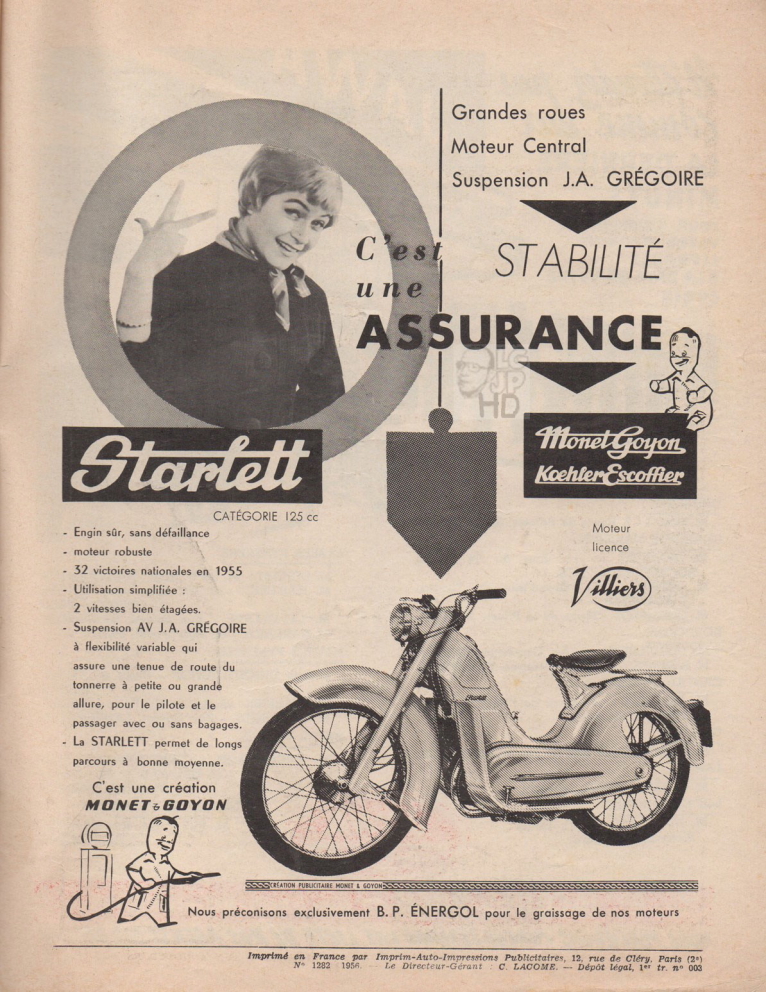 Grandes roues
Moteur Central
Suspension J.A. GRÉGOIRE
STABILITÉ
C'est
une
ASSURANCE
LC
JP
HD
Starlett
CATÉGORIE 125 cc
Monet Goyon
Koehler Escoffier
- Engin sûr, sans défaillance
- moteur robuste
- 32 victoires nationales en 1955
- Utilisation simplifiée :
2 vitesses bien étagées.
- Suspension AV J.A. GRÉGOIRE
à flexibilité variable qui
assure une tenue de route du
tonnerre à petite ou grande
allure, pour le pilote et le
passager avec ou sans bagages.
- La STARLETT permet de longs
parcours à bonne moyenne.
Moteur
licence
Villiers
Starlett
C'est une création
MONET & GOYON
CRÉATION PUBLICITAIRE MONET & GOYON
Nous préconisons exclusivement B.P. ÉNERGOL pour le graissage de nos moteurs
Imprimé en France par Imprim-Auto-Impressions Publicitaires, 12, rue de Cléry, Paris (2e)
N° 1282 1956. Le Directeur-Gérant : C. LACOME. — Dépôt légal, 1er tr. n° 003